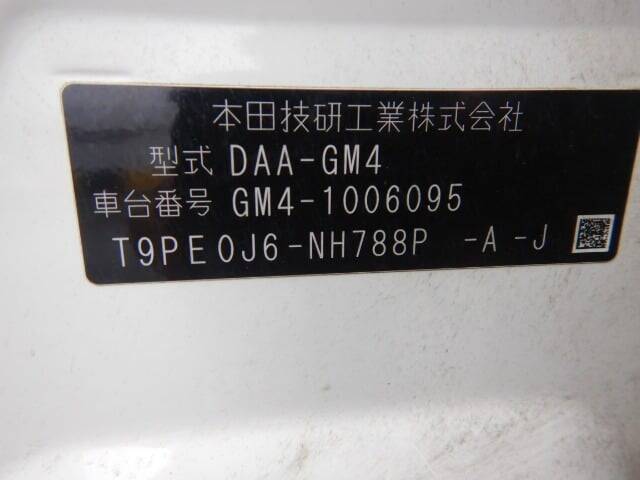 本田技研工業株式会社
型式 DAA-GM4
車台番号 GM4-1006095
T9PE0J6-NH788P -A-J